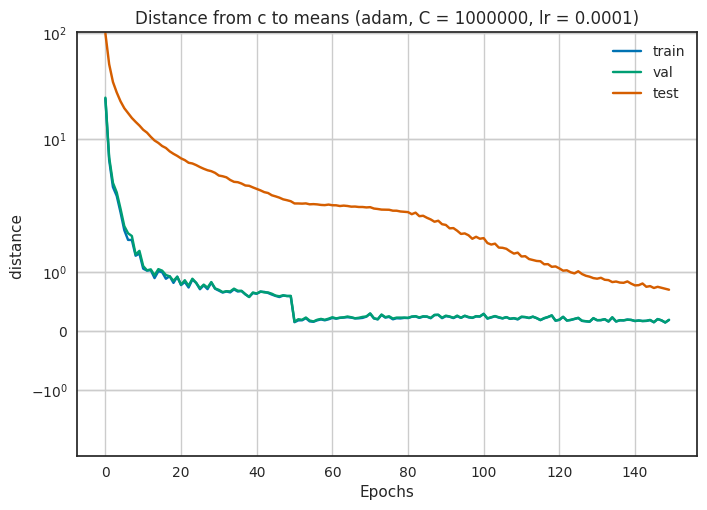 Distance from c to means (adam, C = 1000000, lr = 0.0001)
train
val
test
10²
10¹
10⁰
0
−10⁰
distance
0 20 40 60 80 100 120 140
Epochs